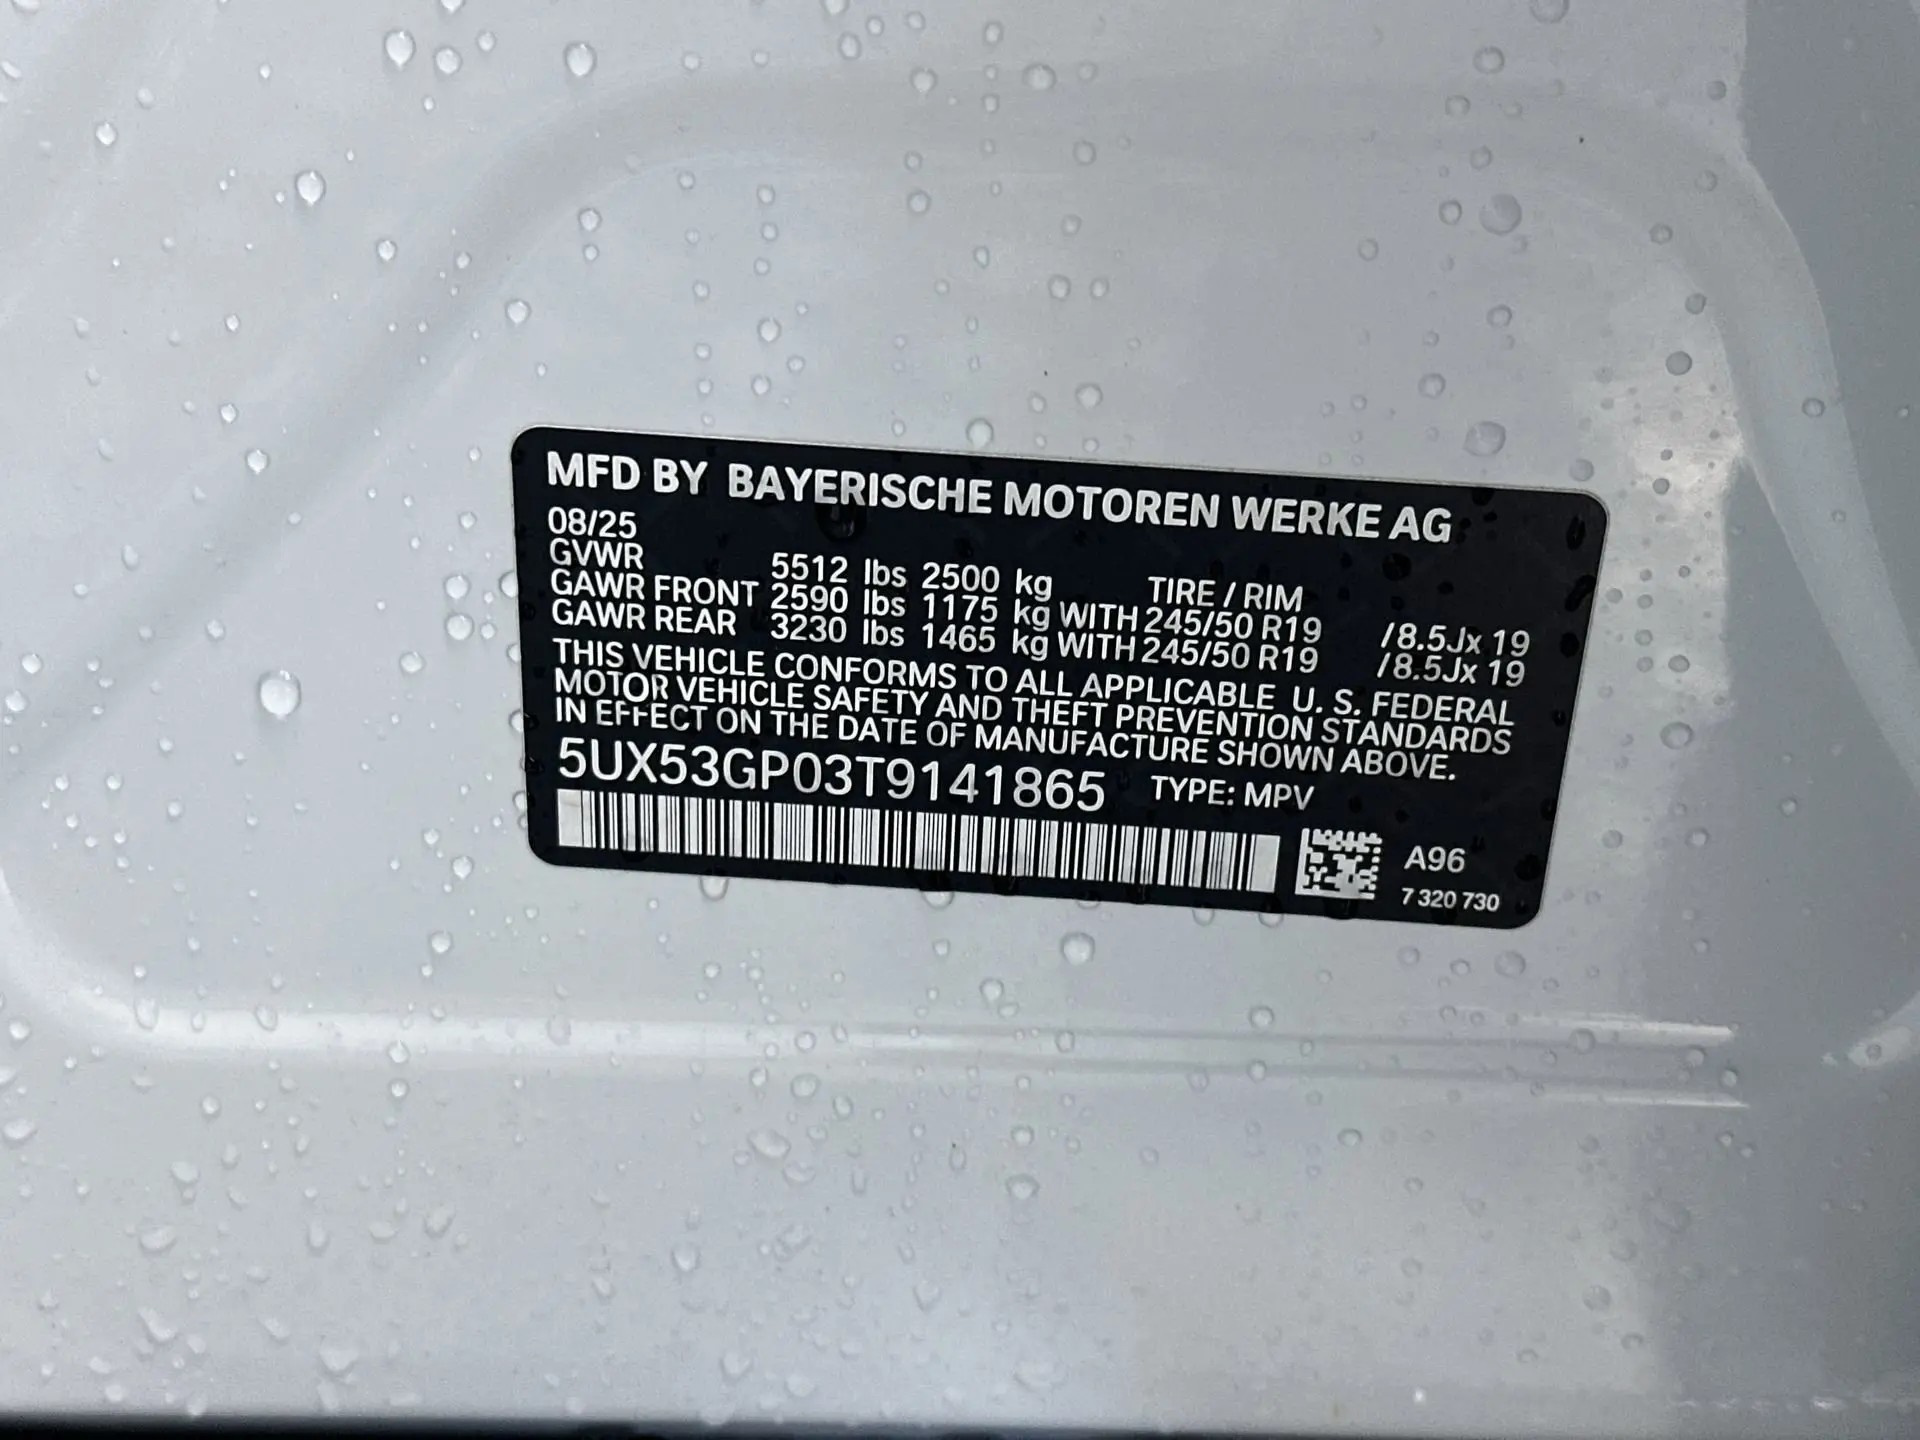 MFD BY BAYERISCHE MOTOREN WERKE AG
08/25
GVWR 5512 lbs 2500 kg TIRE / RIM
GAWR FRONT 2590 lbs 1175 kg WITH 245/50 R19 /8.5Jx 19
GAWR REAR 3230 lbs 1465 kg WITH 245/50 R19 /8.5Jx 19
THIS VEHICLE CONFORMS TO ALL APPLICABLE U. S. FEDERAL
MOTOR VEHICLE SAFETY AND THEFT PREVENTION STANDARDS
IN EFFECT ON THE DATE OF MANUFACTURE SHOWN ABOVE.
5UX53GP03T9141865 TYPE: MPV
A96
7 320 730